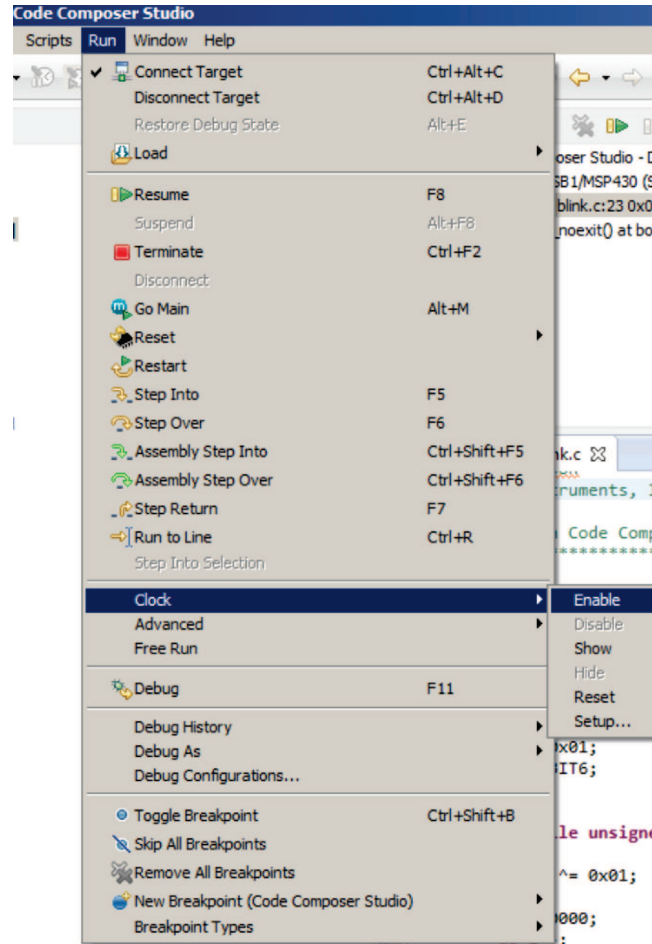 Code Composer Studio
Scripts Run Window Help
Connect Target Ctrl+Alt+C
Disconnect Target Ctrl+Alt+D
Restore Debug State Alt+E
Load
Resume F8
Suspend Alt+F8
Terminate Ctrl+F2
Disconnect
Go Main Alt+M
Reset
Restart
Step Into F5
Step Over F6
Assembly Step Into Ctrl+Shift+F5
Assembly Step Over Ctrl+Shift+F6
Step Return F7
Run to Line Ctrl+R
Step Into Selection
Clock
Advanced
Free Run
Debug F11
Debug History
Debug As
Debug Configurations...
Toggle Breakpoint Ctrl+Shift+B
Skip All Breakpoints
Remove All Breakpoints
New Breakpoint (Code Composer Studio)
Breakpoint Types
Enable
Disable
Show
Hide
Reset
Setup...
oser Studio - D
SB1/MSP430 (S
blink.c:23 0x0
_noexit() at bo
nk.c
ruments, I
Code Comp
**********
0x01;
BIT6;
le unsigne
^= 0x01;
0000;